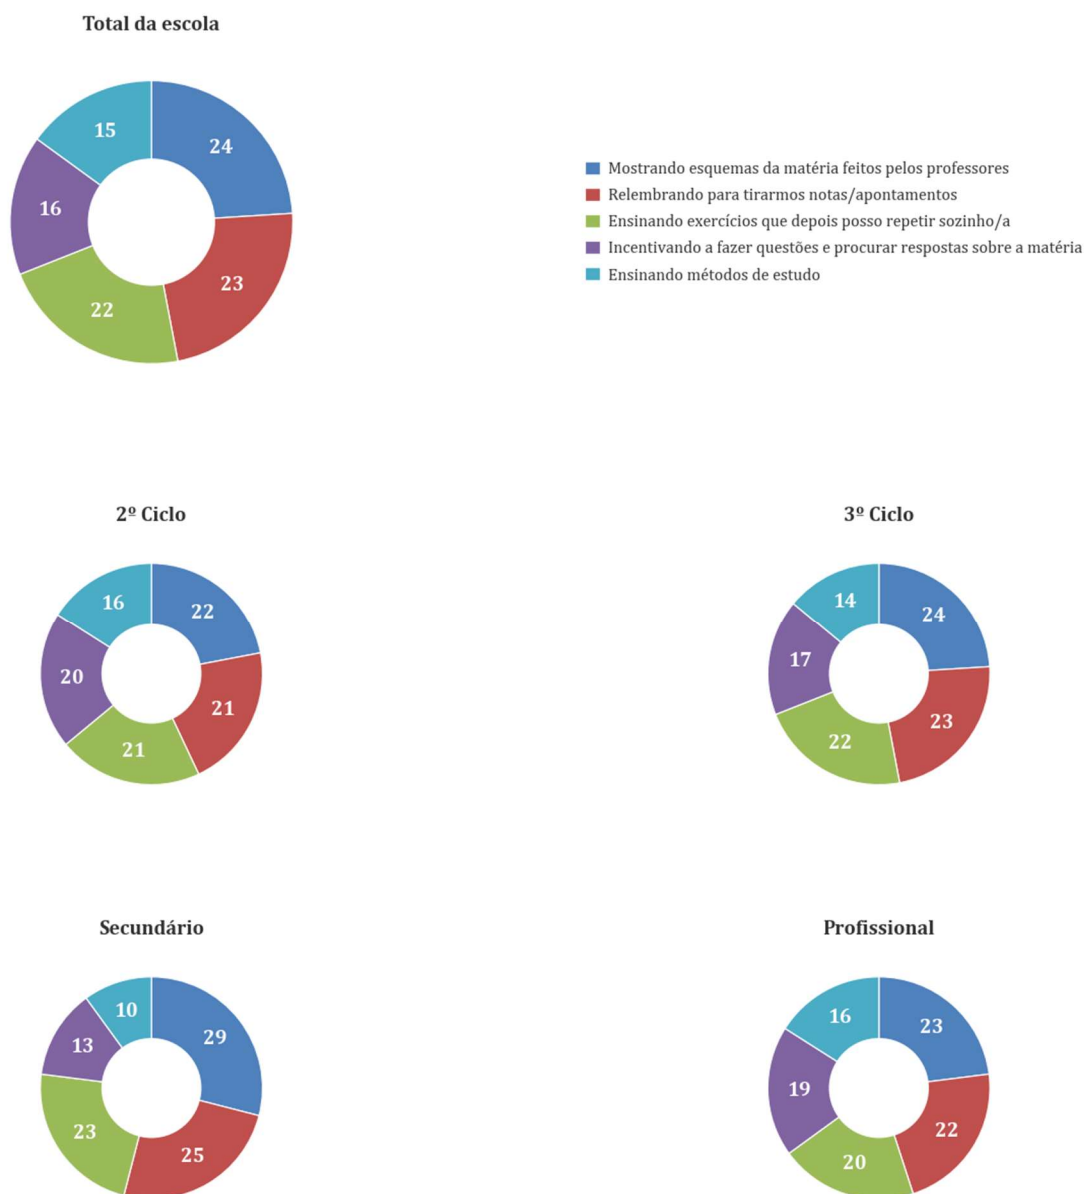 Total da escola
24
23
22
16
15
Mostrando esquemas da matéria feitos pelos professores
Relembrando para tirarmos notas/apontamentos
Ensinando exercícios que depois posso repetir sozinho/a
Incentivando a fazer questões e procurar respostas sobre a matéria
Ensinando métodos de estudo
2º Ciclo
22
21
21
20
16
3º Ciclo
24
23
22
17
14
Secundário
29
25
23
13
10
Profissional
23
22
20
19
16